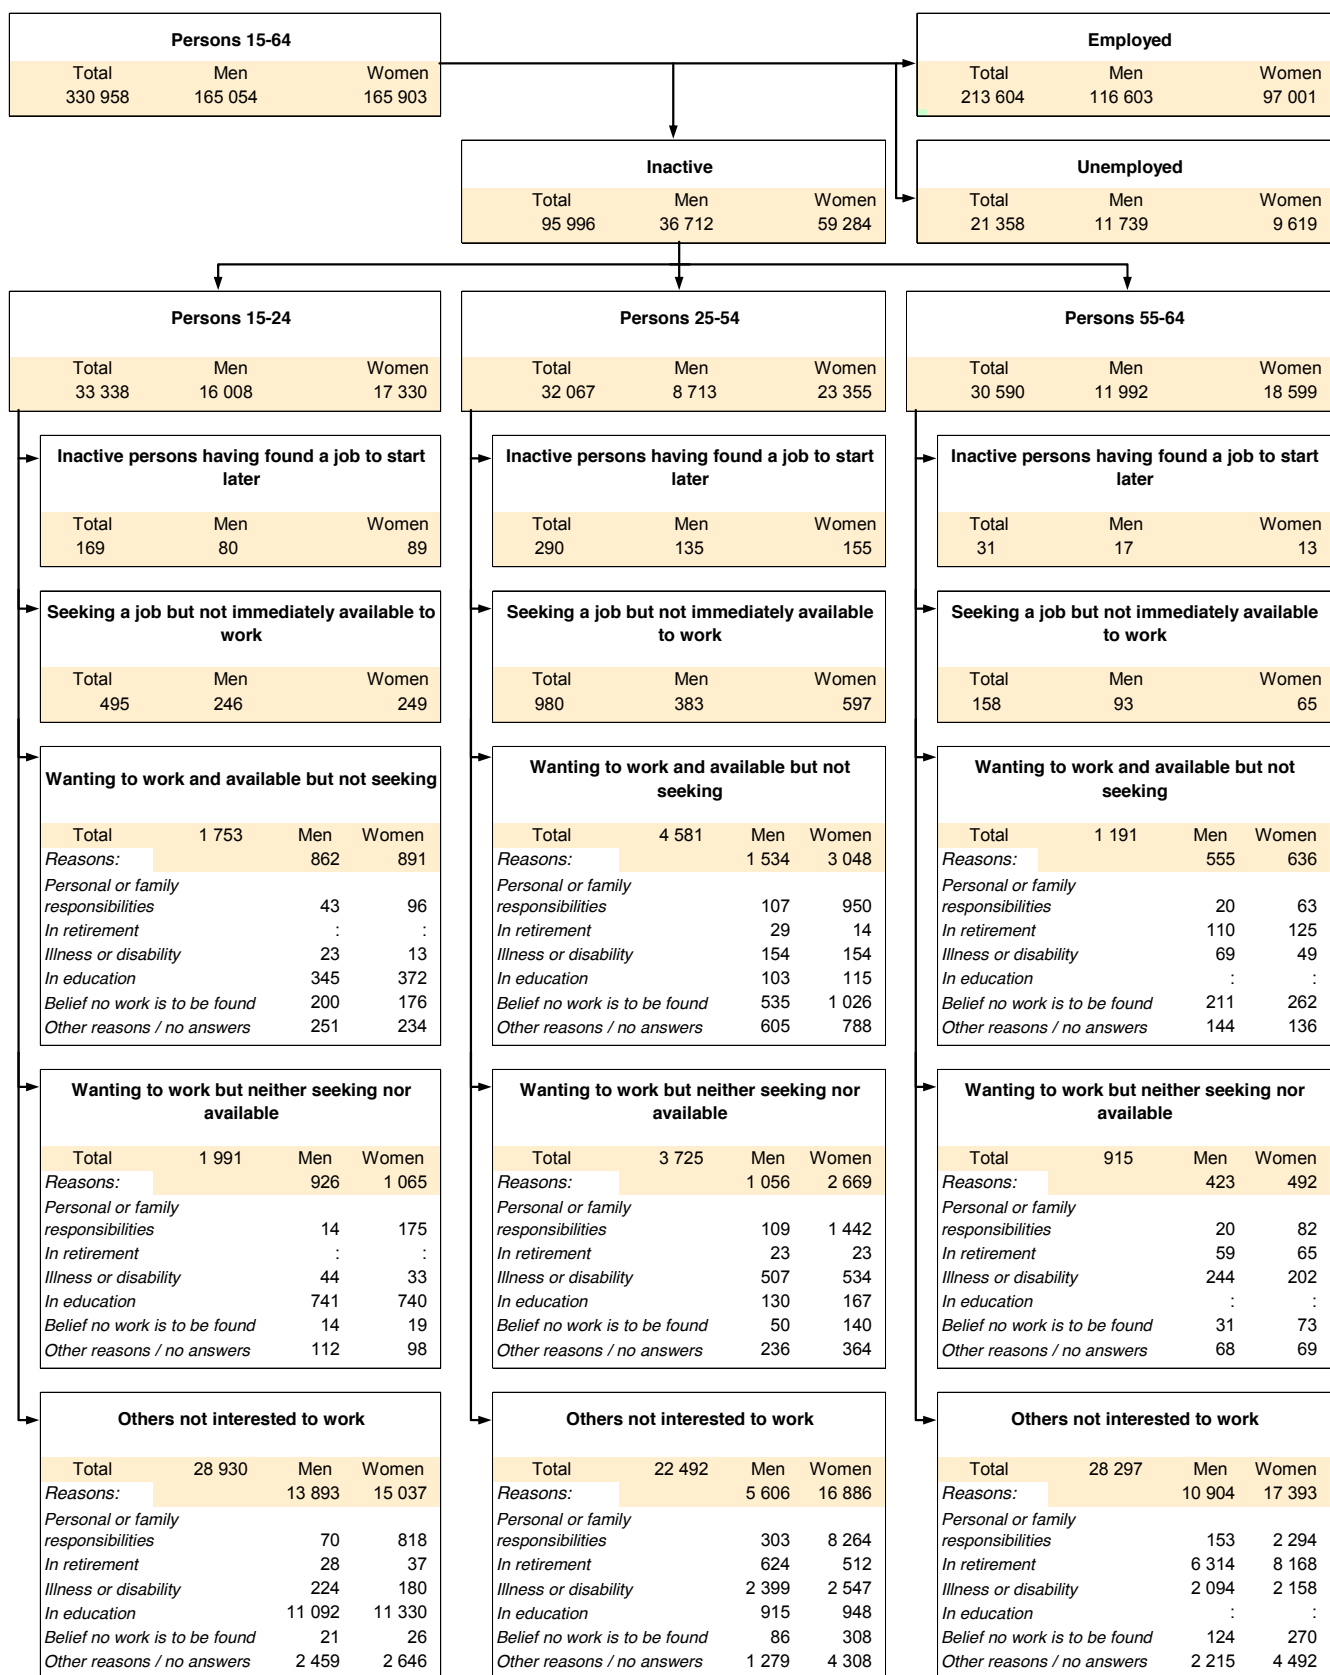 Persons 15-64
Total Men Women
330 958 165 054 165 903
Employed
Total Men Women
213 604 116 603 97 001
Inactive
Total Men Women
95 996 36 712 59 284
Unemployed
Total Men Women
21 358 11 739 9 619
Persons 15-24
Total Men Women
33 338 16 008 17 330
Inactive persons having found a job to start
later
Total Men Women
169 80 89
Seeking a job but not immediately available to
work
Total Men Women
495 246 249
Wanting to work and available but not seeking
Total 1 753 Men Women
Reasons: 862 891
Personal or family
responsibilities 43 96
In retirement : :
Illness or disability 23 13
In education 345 372
Belief no work is to be found 200 176
Other reasons / no answers 251 234
Wanting to work but neither seeking nor
available
Total 1 991 Men Women
Reasons: 926 1 065
Personal or family
responsibilities 14 175
In retirement : :
Illness or disability 44 33
In education 741 740
Belief no work is to be found 14 19
Other reasons / no answers 112 98
Others not interested to work
Total 28 930 Men Women
Reasons: 13 893 15 037
Personal or family
responsibilities 70 818
In retirement 28 37
Illness or disability 224 180
In education 11 092 11 330
Belief no work is to be found 21 26
Other reasons / no answers 2 459 2 646
Persons 25-54
Total Men Women
32 067 8 713 23 355
Inactive persons having found a job to start
later
Total Men Women
290 135 155
Seeking a job but not immediately available
to work
Total Men Women
980 383 597
Wanting to work and available but not
seeking
Total 4 581 Men Women
Reasons: 1 534 3 048
Personal or family
responsibilities 107 950
In retirement 29 14
Illness or disability 154 154
In education 103 115
Belief no work is to be found 535 1 026
Other reasons / no answers 605 788
Wanting to work but neither seeking nor
available
Total 3 725 Men Women
Reasons: 1 056 2 669
Personal or family
responsibilities 109 1 442
In retirement 23 23
Illness or disability 507 534
In education 130 167
Belief no work is to be found 50 140
Other reasons / no answers 236 364
Others not interested to work
Total 22 492 Men Women
Reasons: 5 606 16 886
Personal or family
responsibilities 303 8 264
In retirement 624 512
Illness or disability 2 399 2 547
In education 915 948
Belief no work is to be found 86 308
Other reasons / no answers 1 279 4 308
Persons 55-64
Total Men Women
30 590 11 992 18 599
Inactive persons having found a job to start
later
Total Men Women
31 17 13
Seeking a job but not immediately available
to work
Total Men Women
158 93 65
Wanting to work and available but not
seeking
Total 1 191 Men Women
Reasons: 555 636
Personal or family
responsibilities 20 63
In retirement 110 125
Illness or disability 69 49
In education : :
Belief no work is to be found 211 262
Other reasons / no answers 144 136
Wanting to work but neither seeking nor
available
Total 915 Men Women
Reasons: 423 492
Personal or family
responsibilities 20 82
In retirement 59 65
Illness or disability 244 202
In education : :
Belief no work is to be found 31 73
Other reasons / no answers 68 69
Others not interested to work
Total 28 297 Men Women
Reasons: 10 904 17 393
Personal or family
responsibilities 153 2 294
In retirement 6 314 8 168
Illness or disability 2 094 2 158
In education : :
Belief no work is to be found 124 270
Other reasons / no answers 2 215 4 492